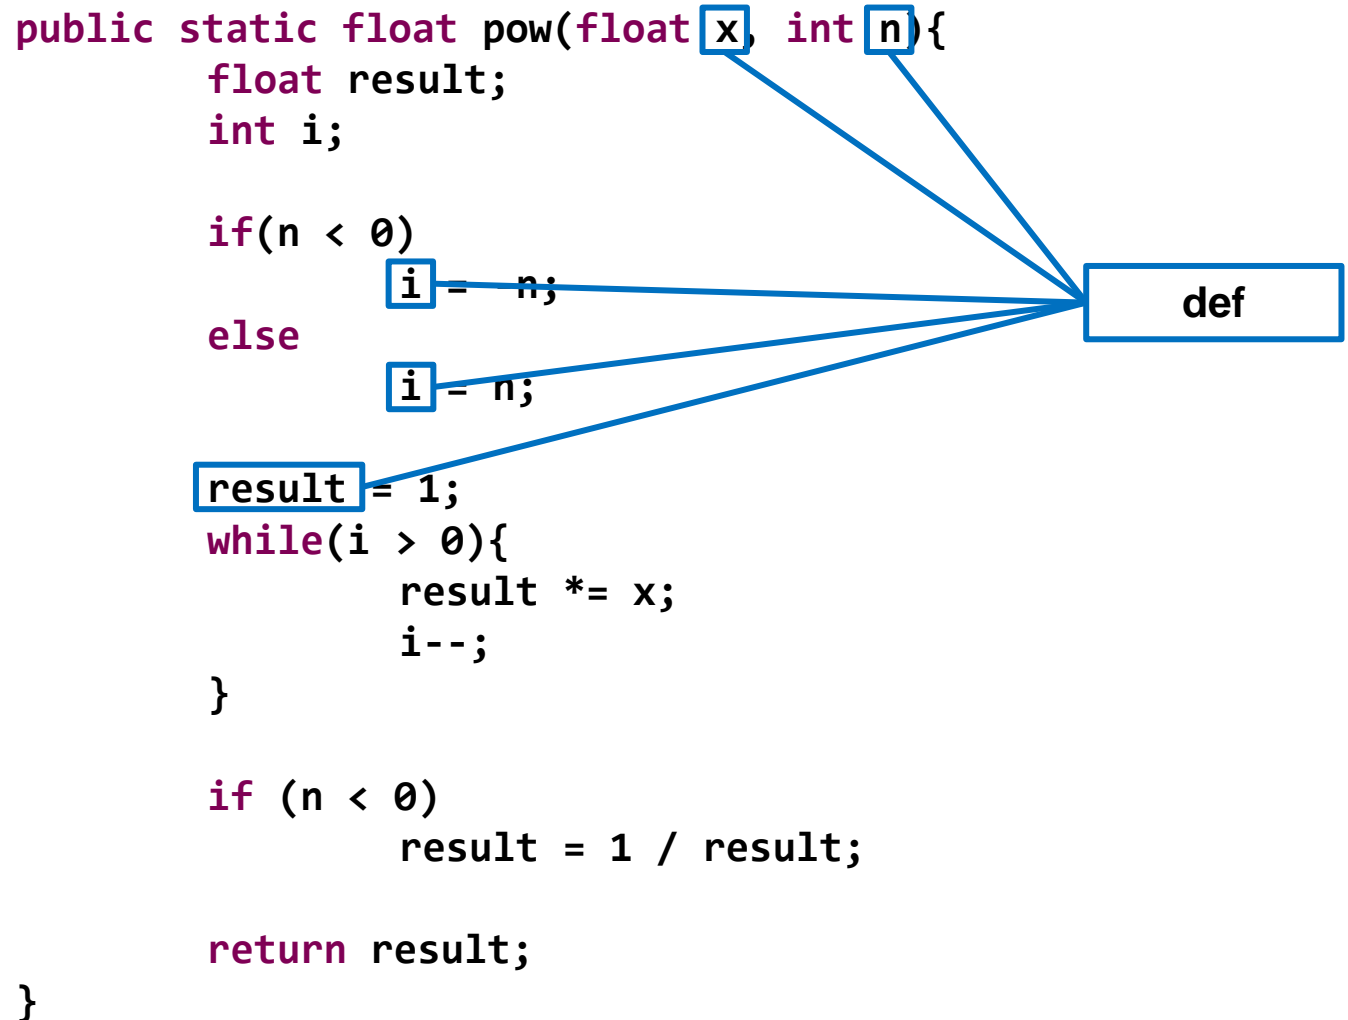 public static float pow(float x, int n){
float result;
int i;
if(n < 0)
i = -n;
def
else
i = n;
result = 1;
while(i > 0){
result *= x;
i--;
}
if (n < 0)
result = 1 / result;
return result;
}